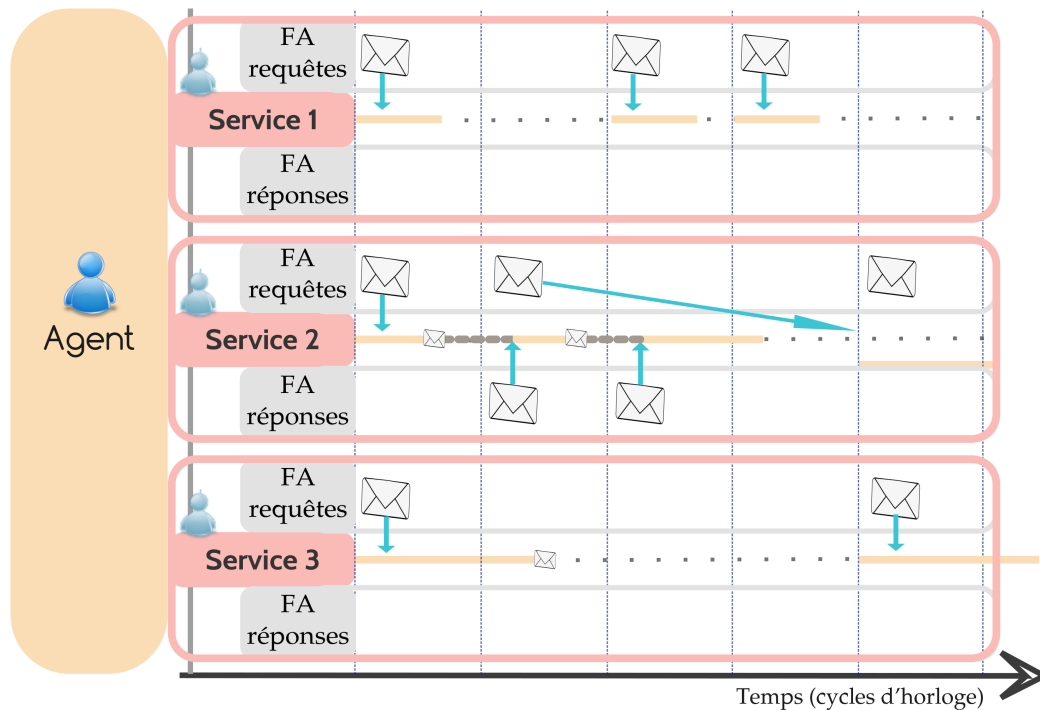 FA
requêtes
Service 1
FA
réponses
Agent
FA
requêtes
Service 2
FA
réponses
FA
requêtes
Service 3
FA
réponses
Temps (cycles d'horloge)